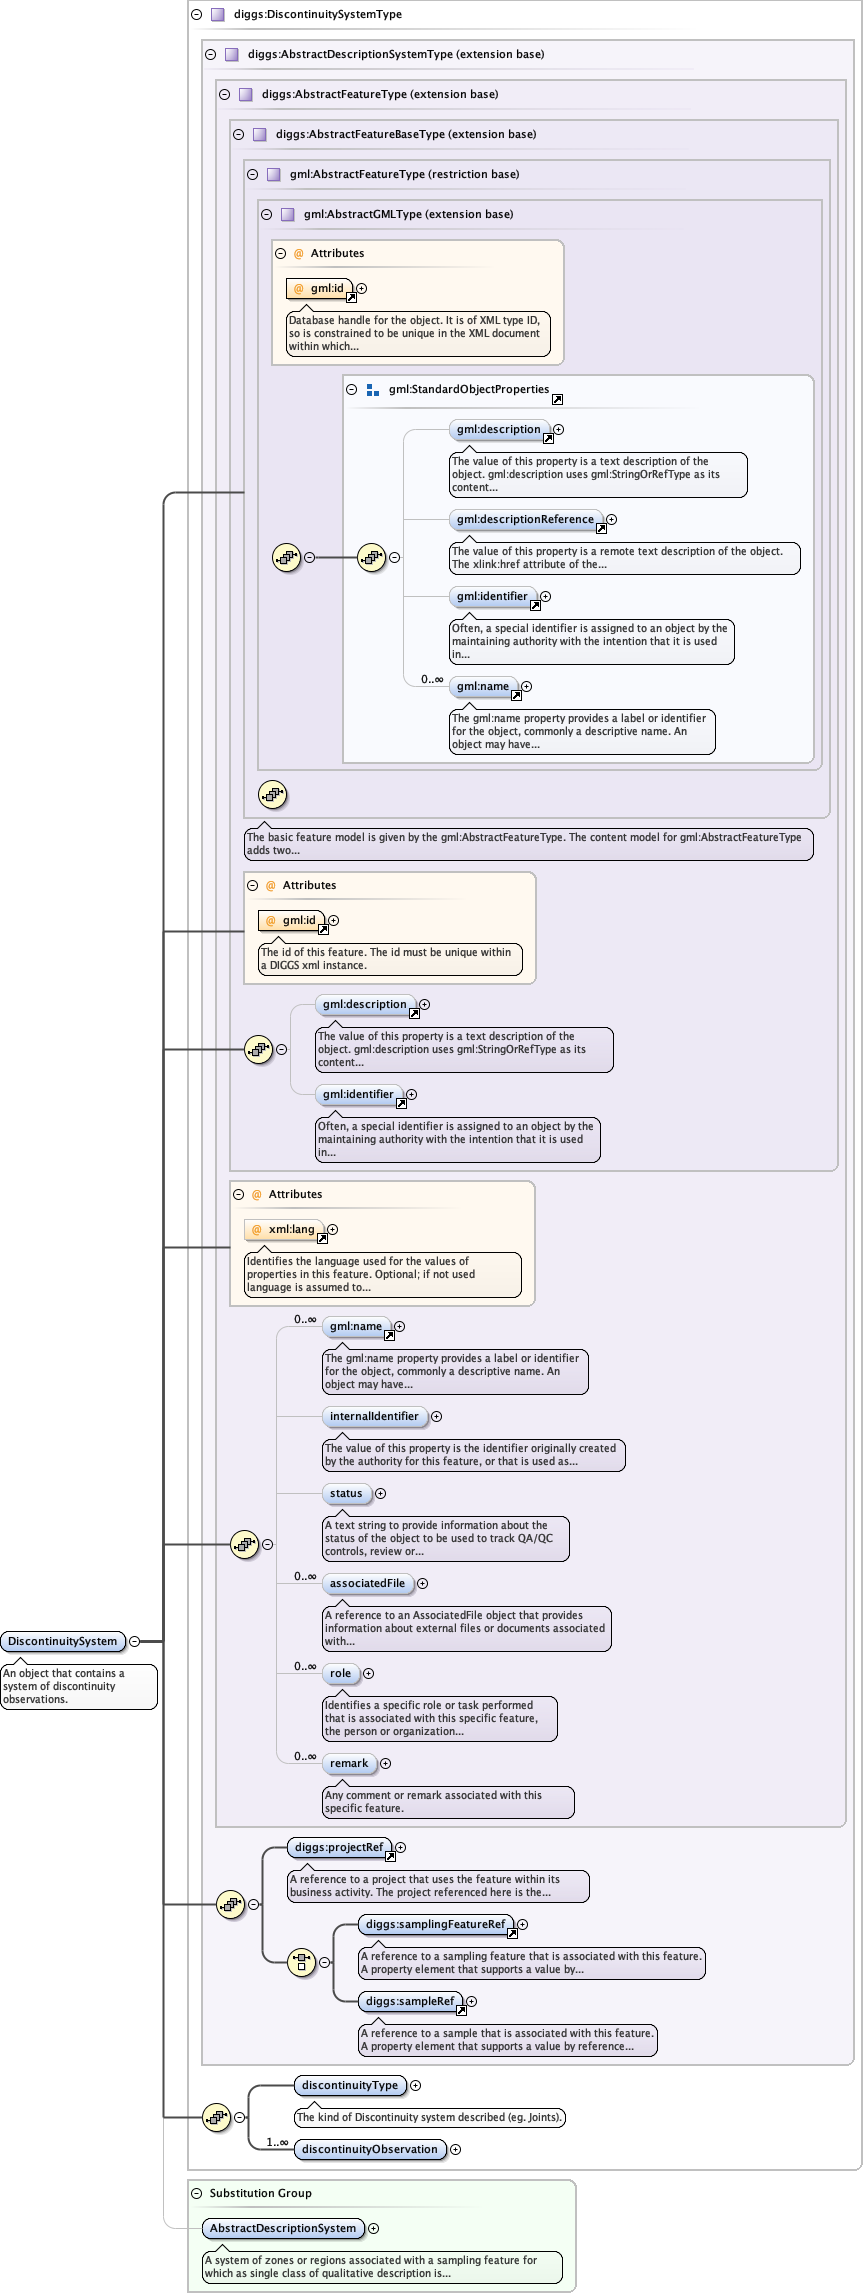 diggs:DiscontinuitySystemType
diggs:AbstractDescriptionSystemType (extension base)
diggs:AbstractFeatureType (extension base)
diggs:AbstractFeatureBaseType (extension base)
gml:AbstractFeatureType (restriction base)
gml:AbstractGMLType (extension base)
@ Attributes
@ gml:id
Database handle for the object. It is of XML type ID,
so is constrained to be unique in the XML document
within which...
gml:StandardObjectProperties
gml:description
The value of this property is a text description of the
object. gml:description uses gml:StringOrRefType as its
content...
gml:descriptionReference
The value of this property is a remote text description of the object.
The xlink:href attribute of the...
gml:identifier
Often, a special identifier is assigned to an object by the
maintaining authority with the intention that it is used
in...
0..∞
gml:name
The gml:name property provides a label or identifier
for the object, commonly a descriptive name. An
object may have...
The basic feature model is given by the gml:AbstractFeatureType. The content model for gml:AbstractFeatureType
adds two...
@ Attributes
@ gml:id
The id of this feature. The id must be unique within
a DIGGS xml instance.
gml:description
The value of this property is a text description of the
object. gml:description uses gml:StringOrRefType as its
content...
gml:identifier
Often, a special identifier is assigned to an object by the
maintaining authority with the intention that it is used
in...
@ Attributes
@ xml:lang
Identifies the language used for the values of
properties in this feature. Optional; if not used
language is assumed to...
0..∞
gml:name
The gml:name property provides a label or identifier
for the object, commonly a descriptive name. An
object may have...
internalIdentifier
The value of this property is the identifier originally created
by the authority for this feature, or that is used as...
status
A text string to provide information about the
status of the object to be used to track QA/QC
controls, review or...
0..∞
associatedFile
A reference to an AssociatedFile object that provides
information about external files or documents associated
with...
DiscontinuitySystem
An object that contains a
system of discontinuity
observations.
0..∞
role
Identifies a specific role or task performed
that is associated with this specific feature,
the person or organization...
0..∞
remark
Any comment or remark associated with this
specific feature.
diggs:projectRef
A reference to a project that uses the feature within its
business activity. The project referenced here is the...
diggs:samplingFeatureRef
A reference to a sampling feature that is associated with this feature.
A property element that supports a value by...
diggs:sampleRef
A reference to a sample that is associated with this feature.
A property element that supports a value by reference...
discontinuityType
The kind of Discontinuity system described (eg. Joints).
1..∞
discontinuityObservation
Substitution Group
AbstractDescriptionSystem
A system of zones or regions associated with a sampling feature for
which as single class of qualitative description is...